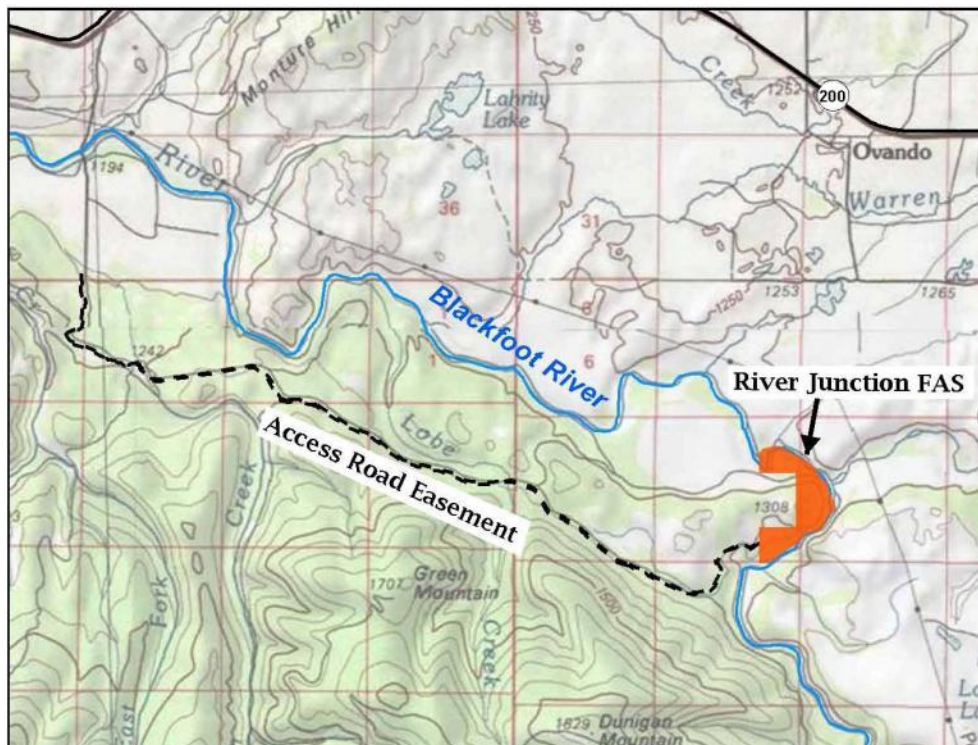 Monture Hill
1250
Creek
1252
200
Lahrity
Lake
Ovando
River
1194
36
Warren
31
1250
1253
1265
Blackfoot River
6
1
6
River Junction FAS
1242
Lobe
Access Road Easement
Creek
1308
1707
Green
Mountain
1500
Fork
Creek
East
1829
Dunigan
Mountain